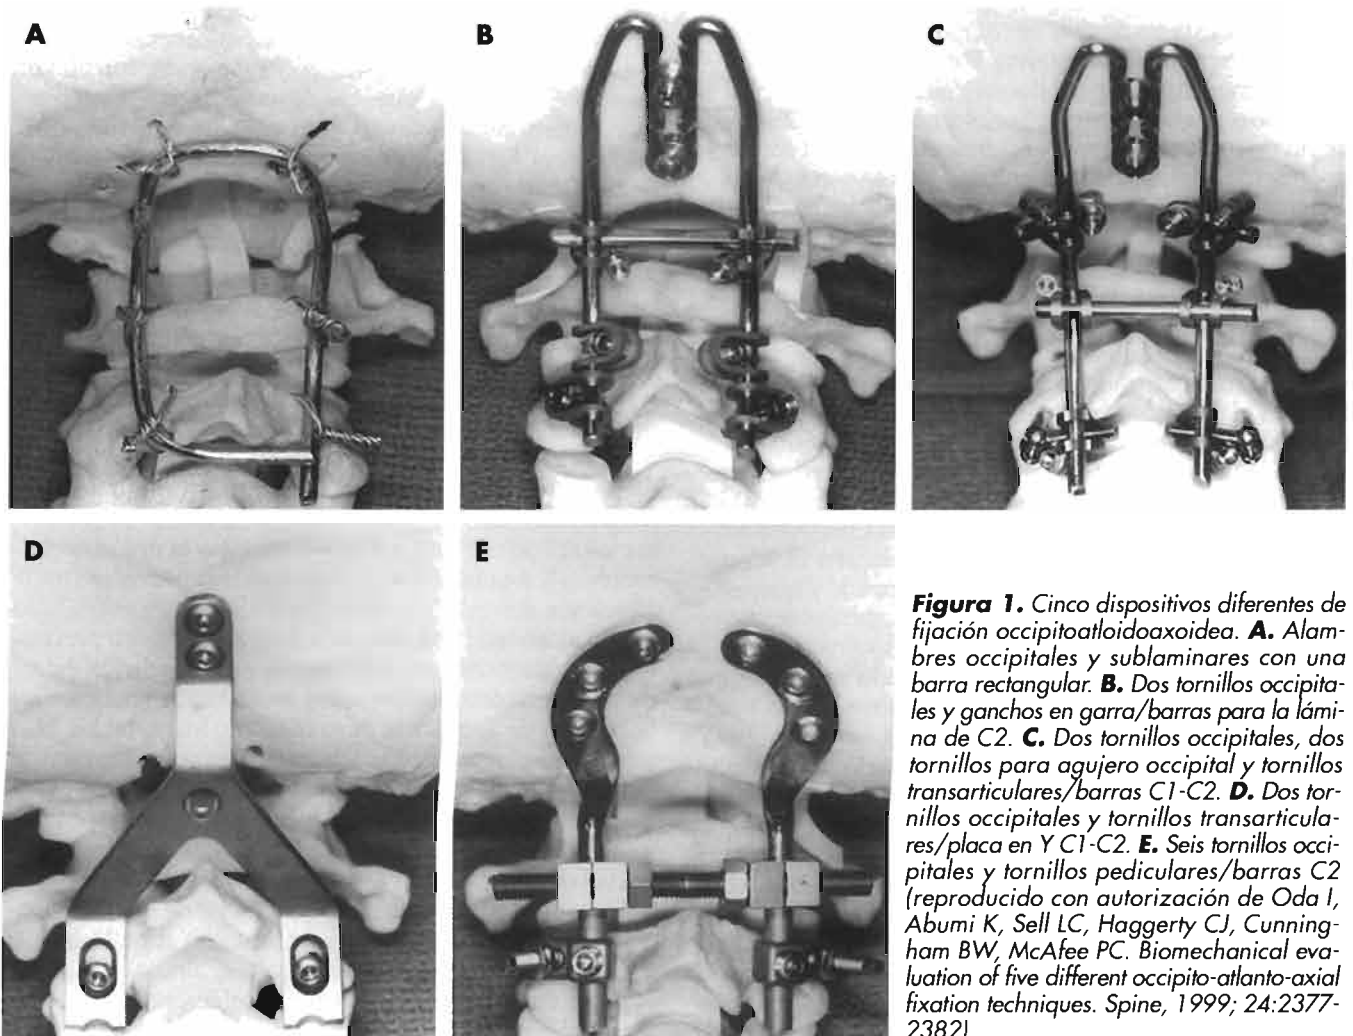 A
B
C
D
E
Figura 1. Cinco dispositivos diferentes de
fijación occipitoatloidoaxoidea. A. Alam-
bres occipitales y sublaminares con una
barra rectangular. B. Dos tornillos occipita-
les y ganchos en garra/barras para la lámi-
na de C2. C. Dos tornillos occipitales, dos
tornillos para agujero occipital y tornillos
transarticulares/barras C1-C2. D. Dos tor-
nillos occipitales y tornillos transarticula-
res/placa en Y C1-C2. E. Seis tornillos occi-
pitales y tornillos pediculares/barras C2
(reproducido con autorización de Oda I,
Abumi K, Sell LC, Haggerty CJ, Cunning-
ham BW, McAfee PC. Biomechanical eva-
luation of five different occipito-atlanto-axial
fixation techniques. Spine, 1999; 24:2377-
2382)